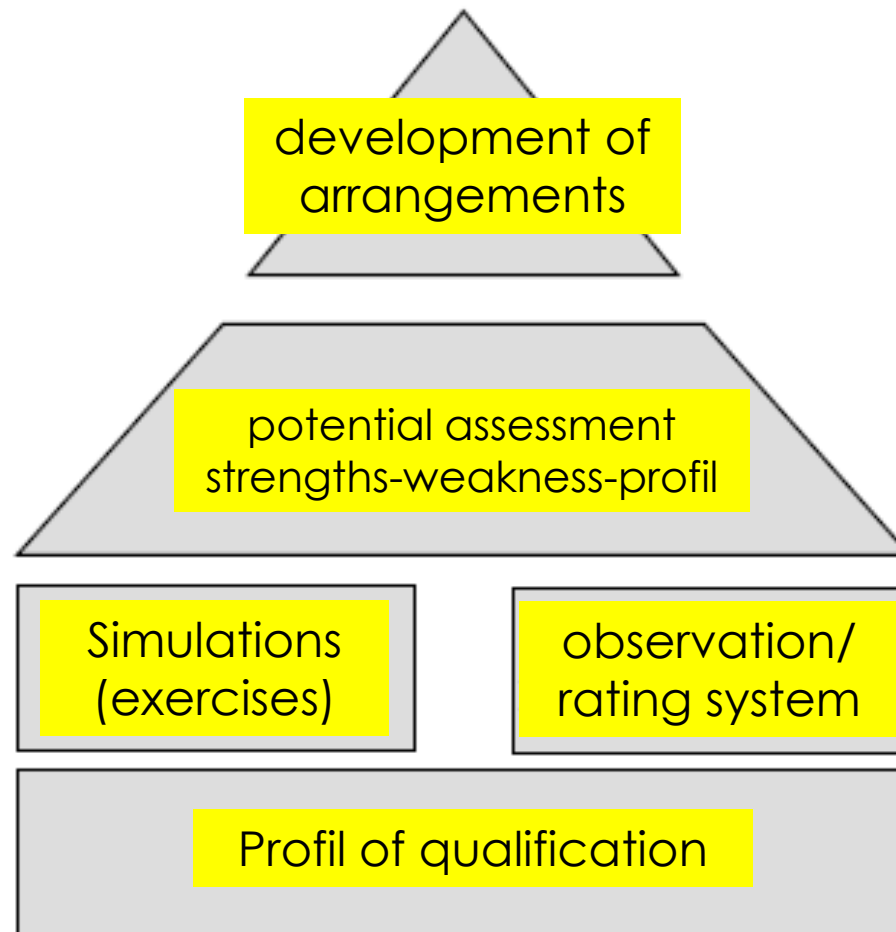 development of
arrangements
potential assessment
strengths-weakness-profil
Simulations
(exercises)
observation/
rating system
Profil of qualification